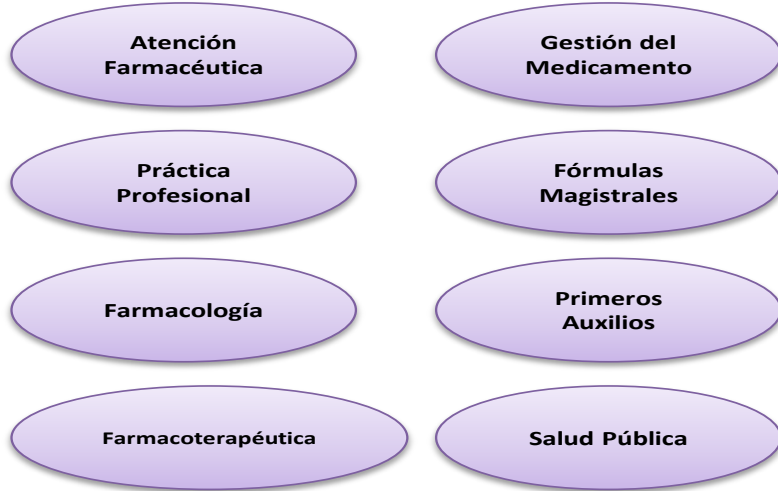 Atención
Farmacéutica
Gestión del
Medicamento
Práctica
Profesional
Fórmulas
Magistrales
Farmacología
Primeros
Auxilios
Farmacoterapéutica
Salud Pública